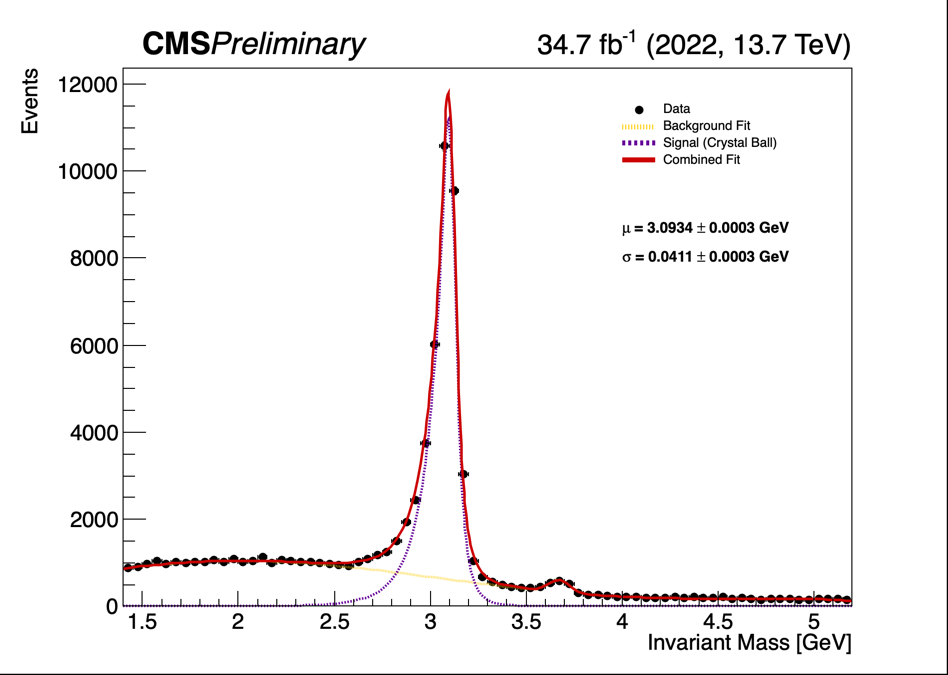 CMSPreliminary
34.7 fb-1 (2022, 13.7 TeV)
Events
12000
10000
8000
6000
4000
2000
0
Data
Background Fit
Signal (Crystal Ball)
Combined Fit
μ = 3.0934 ± 0.0003 GeV
σ = 0.0411 ± 0.0003 GeV
1.5 2 2.5 3 3.5 4 4.5 5
Invariant Mass [GeV]